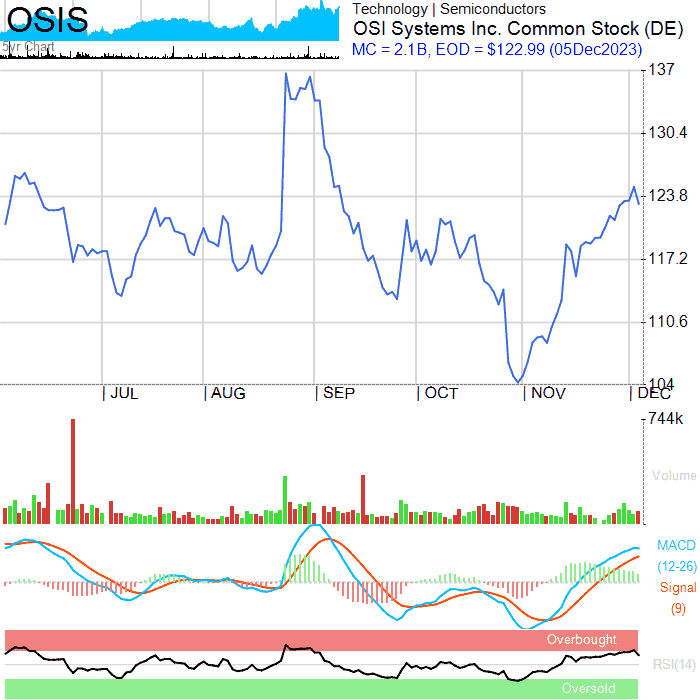 OSIS
5yr Chart
Technology | Semiconductors
OSI Systems Inc. Common Stock (DE)
MC = 2.1B, EOD = $122.99 (05Dec2023)
137
130.4
123.8
117.2
110.6
104
| JUL | AUG | SEP | OCT | NOV | DEC
744k
Volume
MACD
(12-26)
Signal
(9)
Overbought
RSI(14)
Oversold